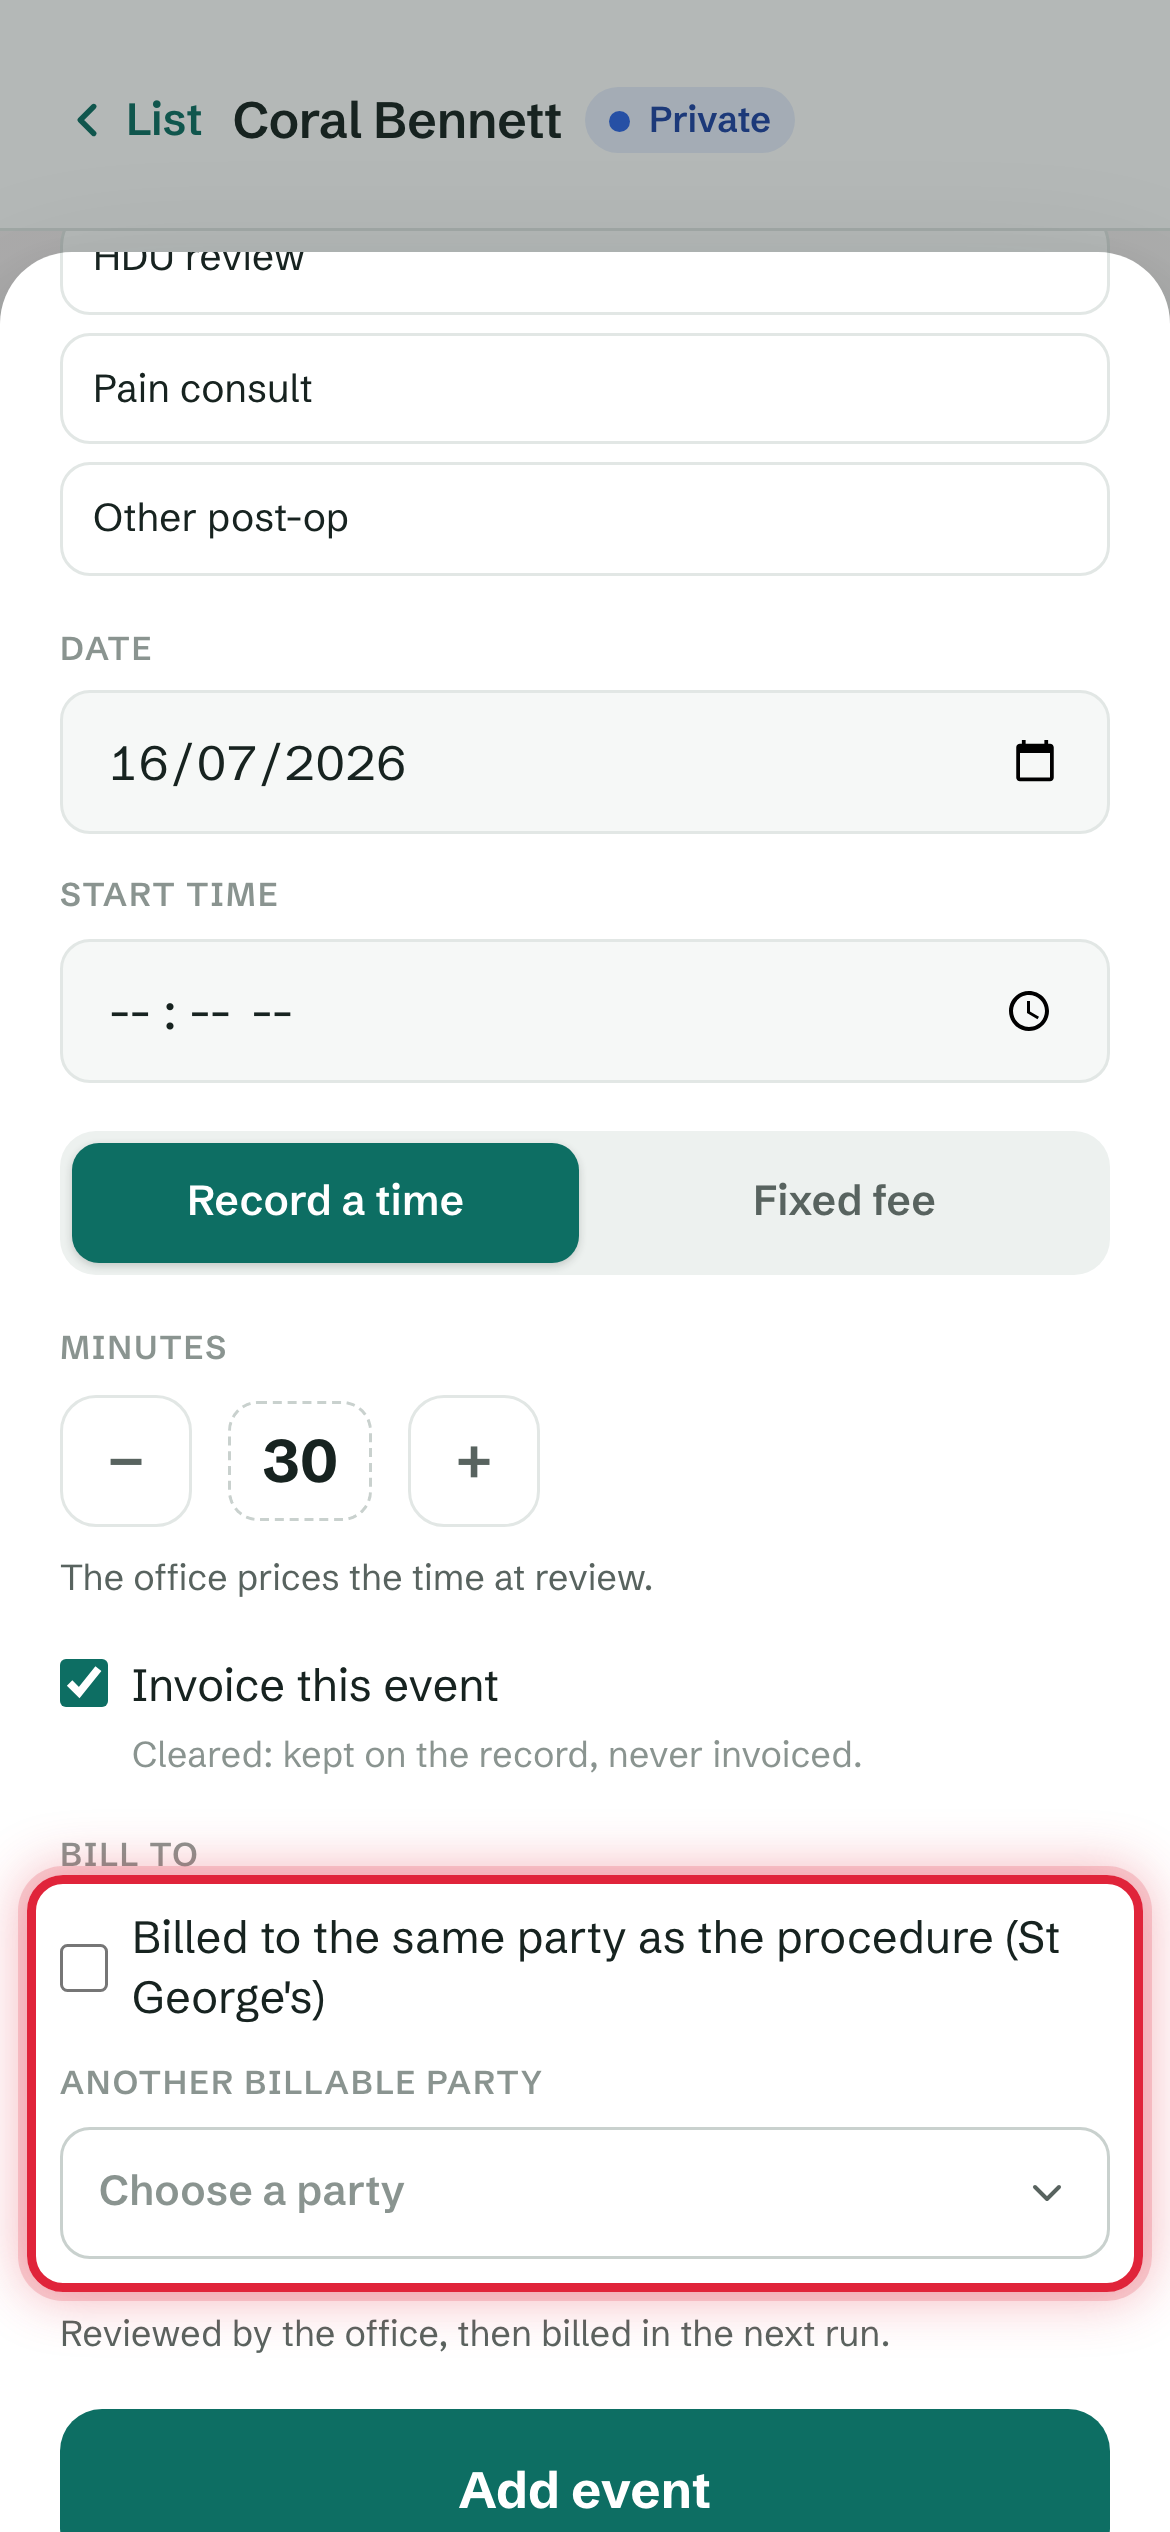 List Coral Bennett Private
HDU review
Pain consult
Other post-op
DATE
16/07/2026
START TIME
-- : -- --
Record a time Fixed fee
MINUTES
− 30 +
The office prices the time at review.
Invoice this event
Cleared: kept on the record, never invoiced.
BILL TO
Billed to the same party as the procedure (St
George's)
ANOTHER BILLABLE PARTY
Choose a party
Reviewed by the office, then billed in the next run.
Add event